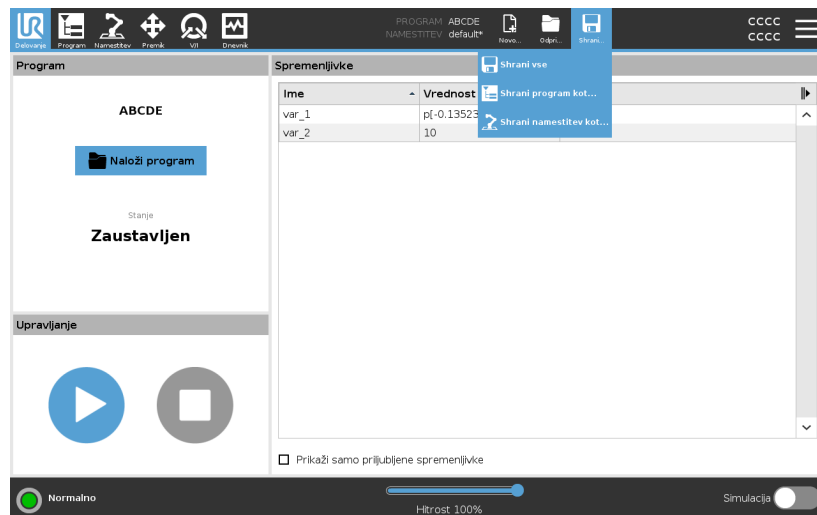 UR
Delovanje
Program
Namestitev
Premik
V/I
Dnevnik
PROGRAM ABCDE
NAMESTITEV default*
Novo...
Odpri...
Shrani...
CCCC
CCCC
Program
ABCDE
Naloži program
Stanje
Zaustavljen
Upravljanje
Spremenljivke
Ime Vrednost
var_1 p[-0.13523
var_2 10
Shrani vse
Shrani program kot...
Shrani namestitev kot...
Prikaži samo priljubljene spremenljivke
Normalno
Hitrost 100%
Simulacija